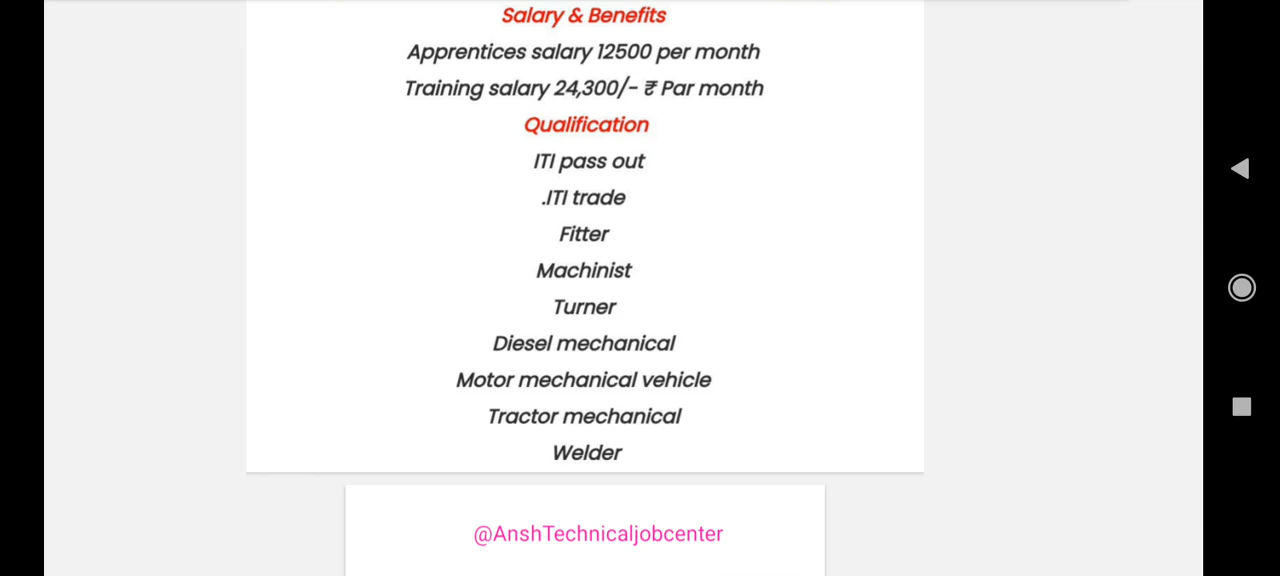 Salary & Benefits
Apprentices salary 12500 per month
Training salary 24,300/- ₹ Par month
Qualification
ITI pass out
.ITI trade
Fitter
Machinist
Turner
Diesel mechanical
Motor mechanical vehicle
Tractor mechanical
Welder
@AnshTechnicaljobcenter